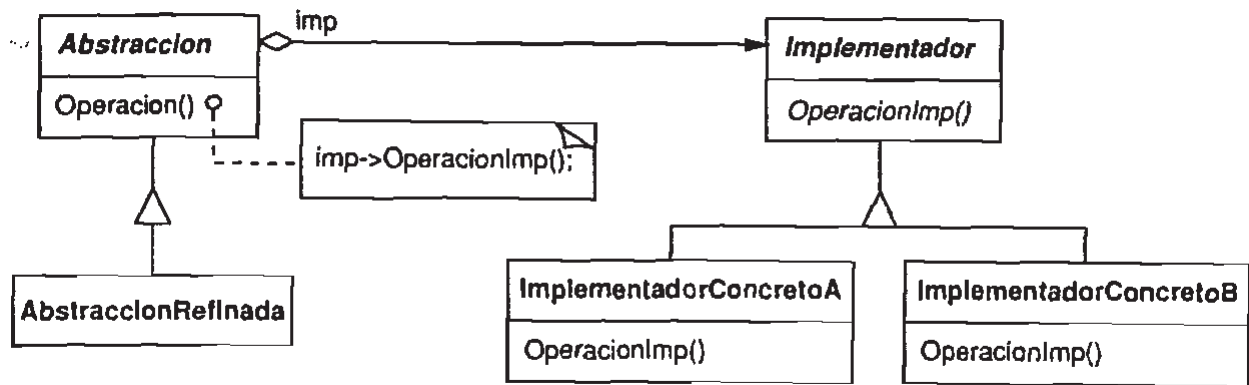 imp
Abstraccion
Implementador
Operacion()
OperacionImp()
imp->OperacionImp();
AbstraccionRefinada
ImplementadorConcretoA
ImplementadorConcretoB
OperacionImp()
OperacionImp()